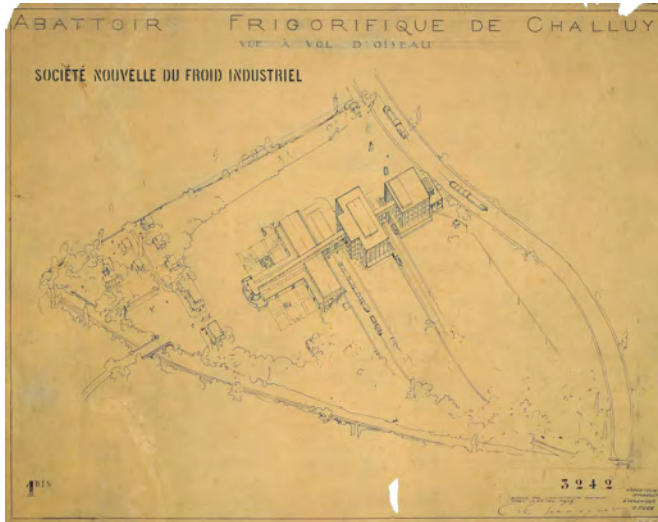 ABATTOIR FRIGORIFIQUE DE CHALLUY
VUE À VOL D'OISEAU
SOCIÉTÉ NOUVELLE DU FROID INDUSTRIEL
1BIS
3242